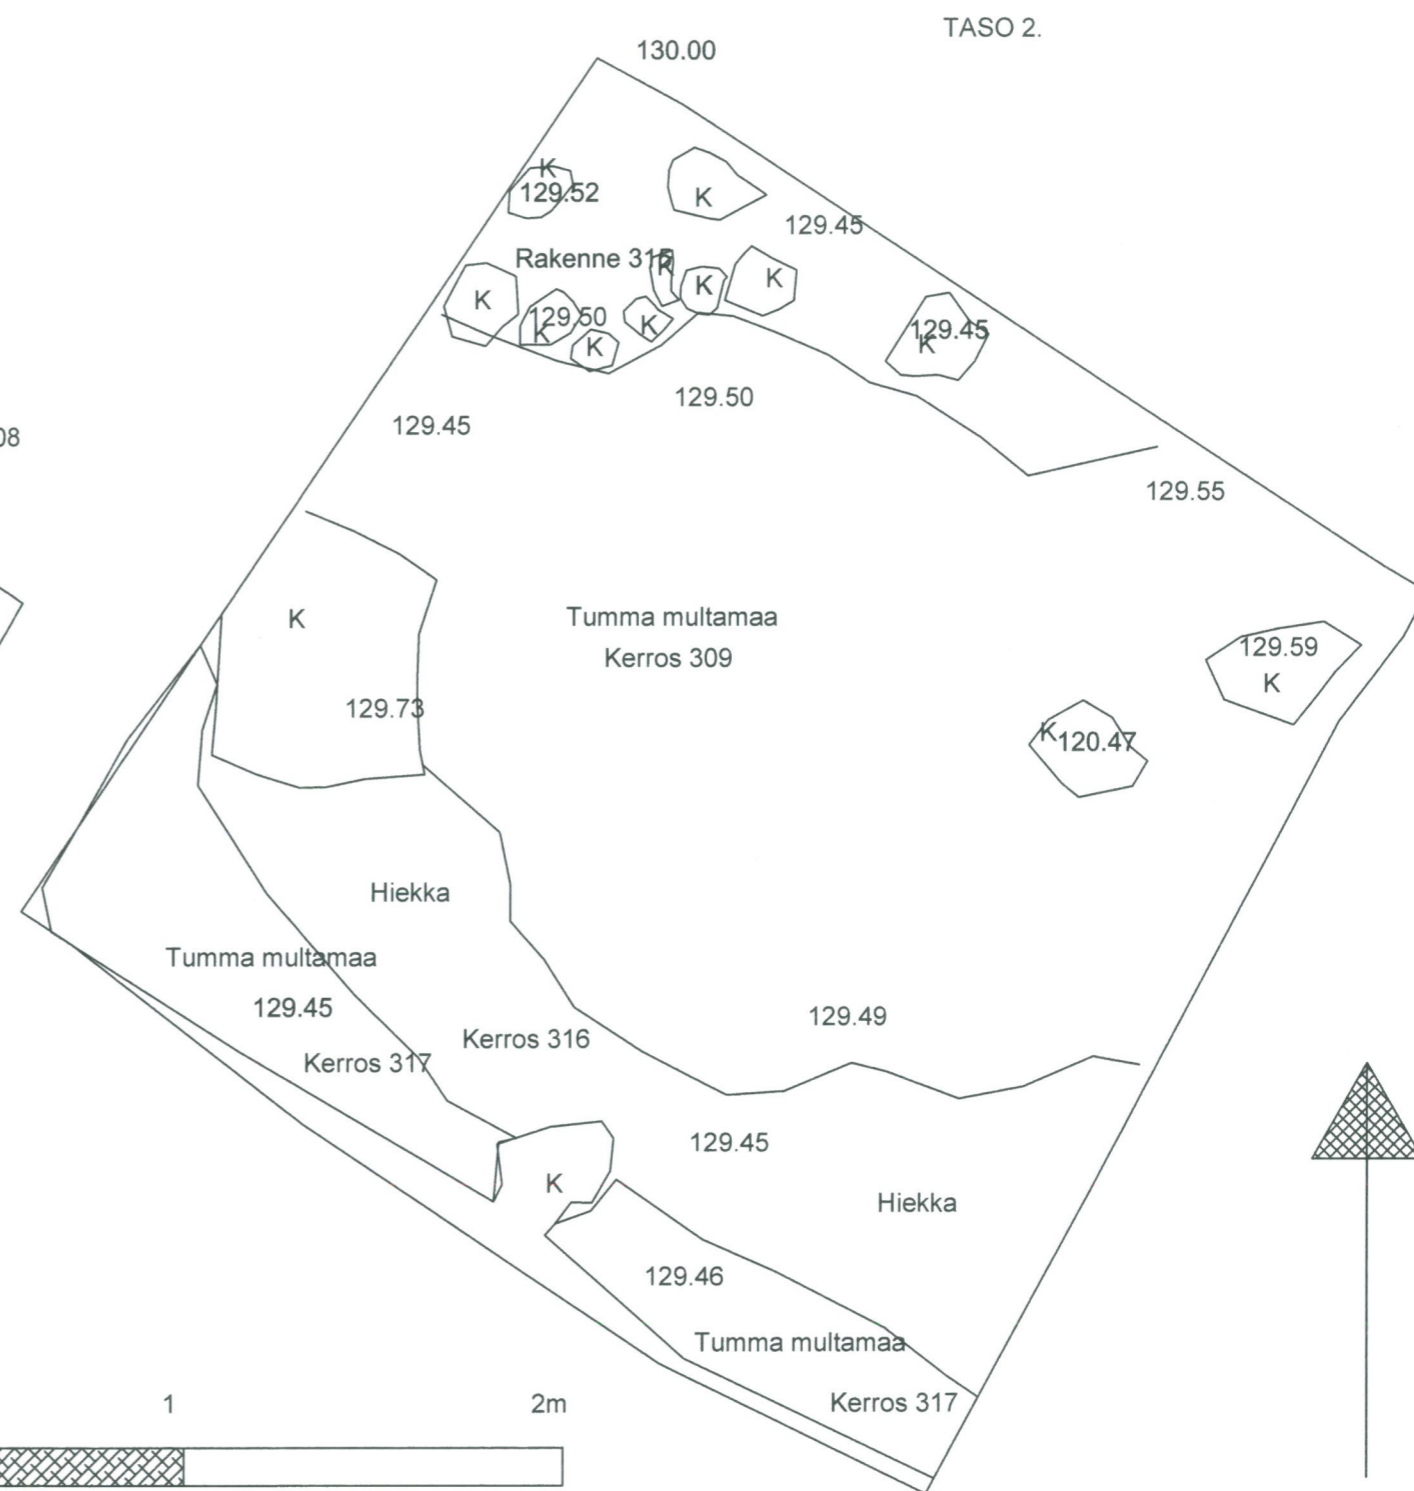 TASO 2.
130.00
K
129.52
K
129.45
Rakenne 315
K
K
K
K
129.50
K
K
K
129.45
K
129.50
129.45
08
129.55
K
Tumma multamaa
Kerros 309
129.73
129.59
K
K
120.47
Hiekka
Tumma multamaa
129.45
Kerros 316
Kerros 317
129.49
129.45
K
Hiekka
129.46
Tumma multamaa
Kerros 317
1
2m